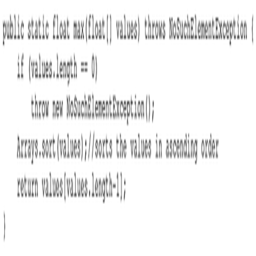 public static float max(float[] values) throws NoSuchElementException {
if (values.length == 0)
throw new NoSuchElementException();
Arrays.sort(values);//sorts the values in ascending order
return values[values.length-1];
}